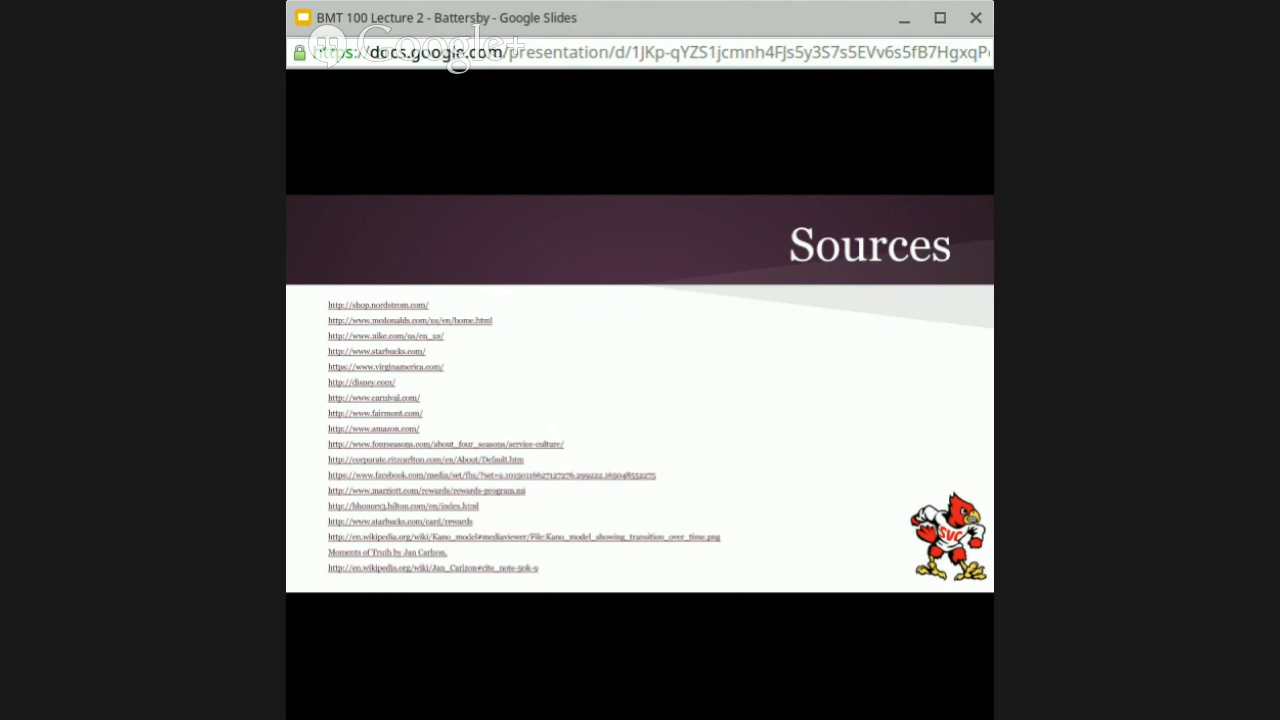 BMT 100 Lecture 2 - Battersby - Google Slides
Google+
https://docs.google.com/presentation/d/1JKp-qYZS1jcmnh4FJs5y3S7s5EVv6s5fB7HgxqP
Sources
http://shop.nordstrom.com/
http://www.mcdonalds.com/us/en/home.html
http://www.nike.com/us/en_us/
http://www.starbucks.com/
https://www.virginamerica.com/
http://disney.com/
http://www.carnival.com/
http://www.fairmont.com/
http://www.amazon.com/
http://www.fourseasons.com/about_four_seasons/service-culture/
http://corporate.ritzcarlton.com/en/About/Default.htm
http://www.marriott.com/rewards/rewards-program.mi
http://hhonors3.hilton.com/en/index.html
http://www.starbucks.com/card/rewards
http://en.wikipedia.org/wiki/Kano_model#mediaviewer/File:Kano_model_showing_transition_over_time.png
Moments of Truth by Jan Carlzon,
http://en.wikipedia.org/wiki/Jan_Carlzon#cite_note-50k-9
SVC